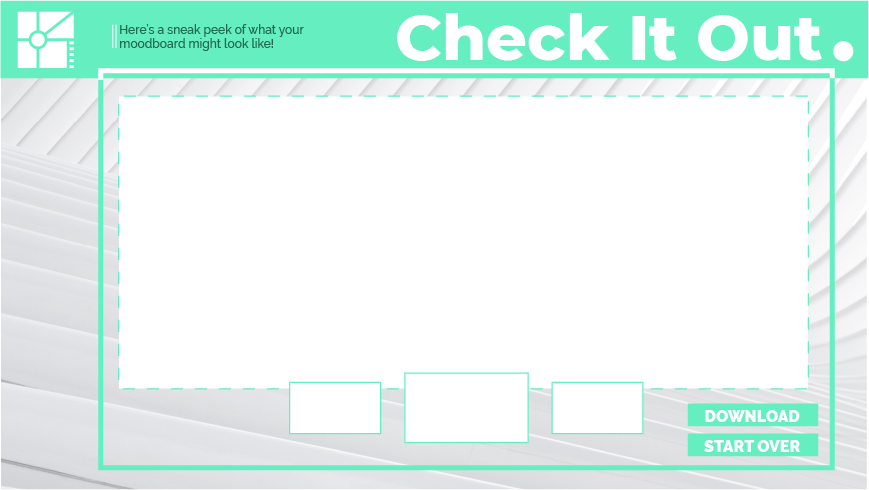 Here's a sneak peek of what your
moodboard might look like!
Check It Out.
DOWNLOAD
START OVER